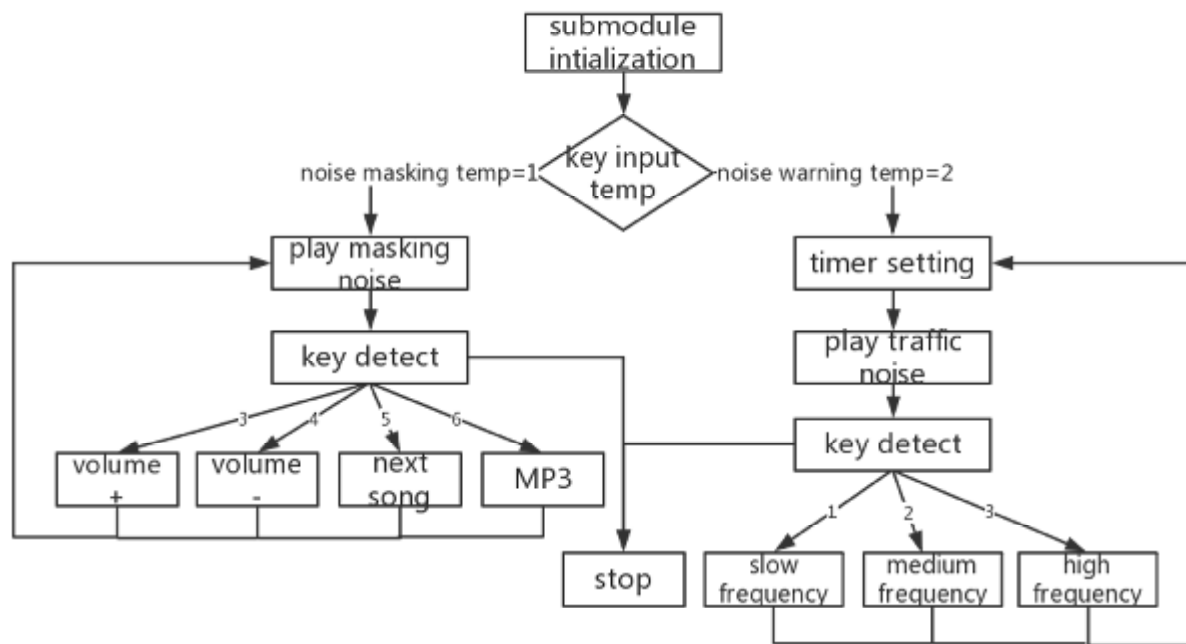 submodule
intialization
key input
temp
noise masking temp=1
noise warning temp=2
play masking
noise
timer setting
key detect
play traffic
noise
3
4
5
6
volume
+
volume
-
next
song
MP3
key detect
1
2
3
stop
slow
frequency
medium
frequency
high
frequency